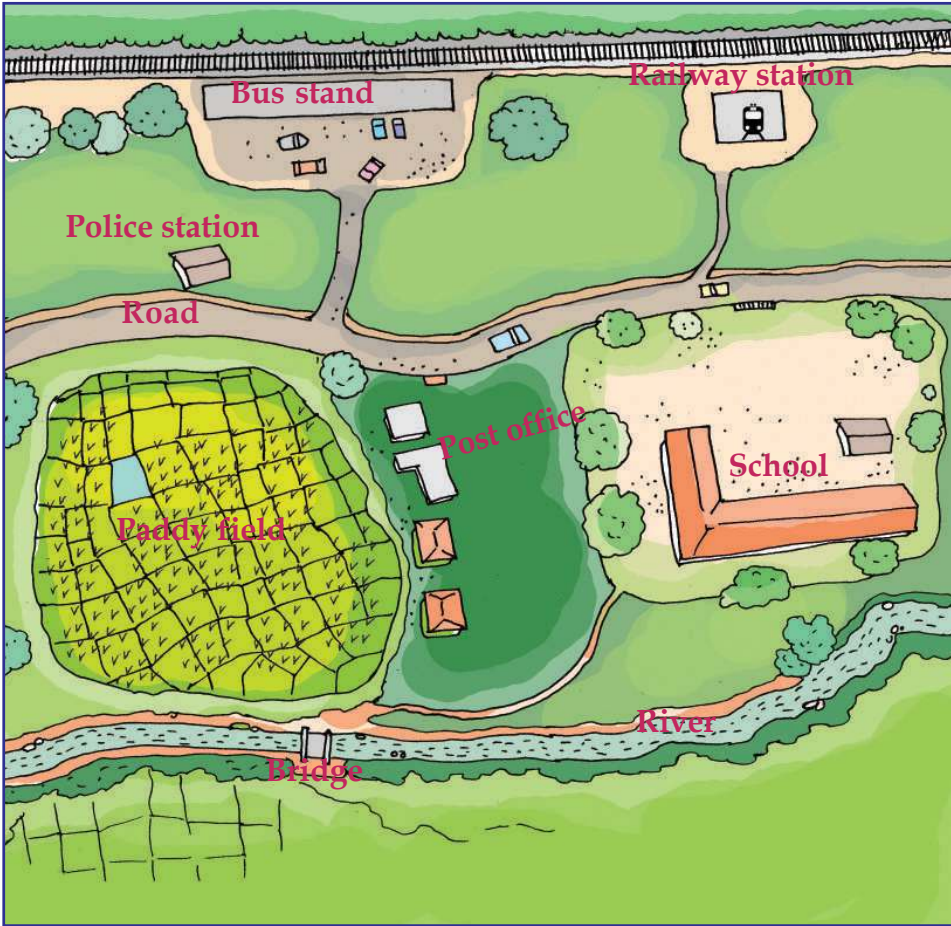 Railway station
Bus stand
Police station
Road
Post office
School
Paddy field
River
Bridge